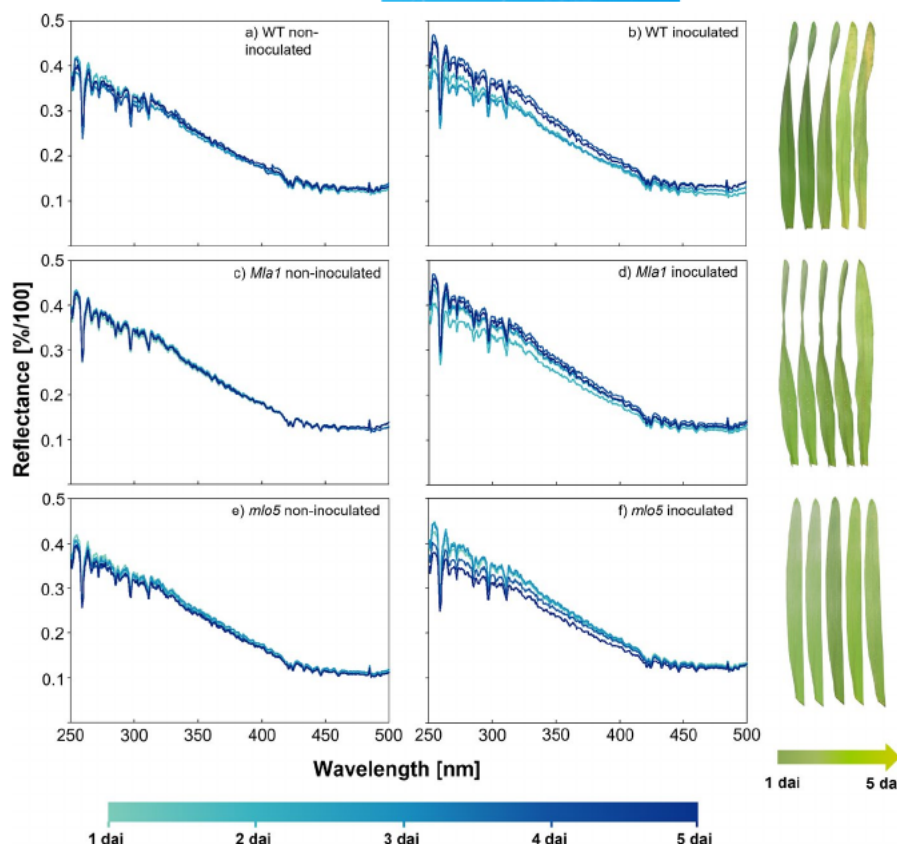 a) WT non-
inoculated
b) WT inoculated
0.5
0.4
0.3
0.2
0.1
c) Mla1 non-inoculated
d) Mla1 inoculated
0.5
0.4
0.3
0.2
0.1
Reflectance [%/100]
e) mlo5 non-inoculated
f) mlo5 inoculated
0.5
0.4
0.3
0.2
0.1
250 300 350 400 450 500
250 300 350 400 450 500
Wavelength [nm]
1 dai 5 dai
1 dai 2 dai 3 dai 4 dai 5 dai